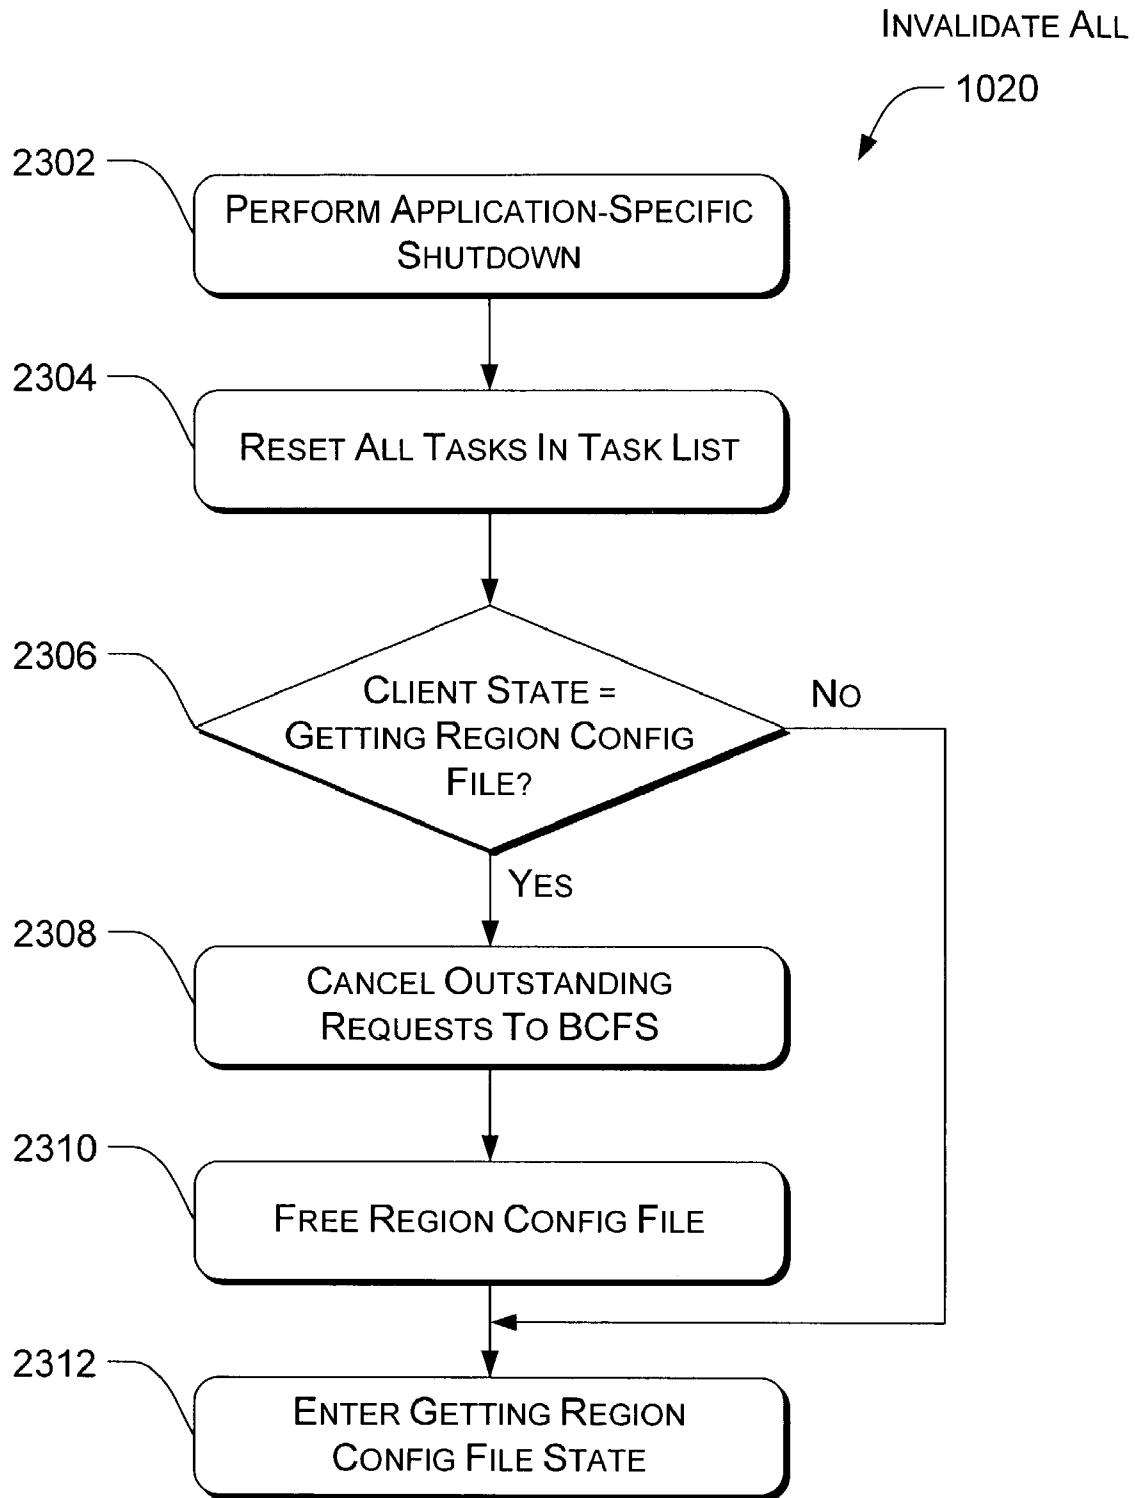 INVALIDATE ALL
1020
2302
PERFORM APPLICATION-SPECIFIC
SHUTDOWN
2304
RESET ALL TASKS IN TASK LIST
2306
CLIENT STATE =
GETTING REGION CONFIG
FILE?
NO
YES
2308
CANCEL OUTSTANDING
REQUESTS TO BCFS
2310
FREE REGION CONFIG FILE
2312
ENTER GETTING REGION
CONFIG FILE STATE